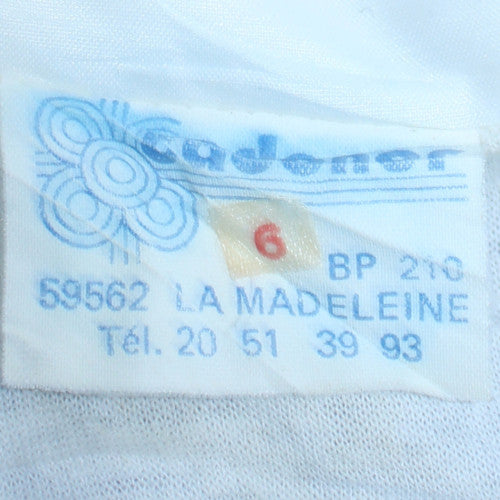 cadoner
6
BP 210
59562 LA MADELEINE
Tél. 20 51 39 93